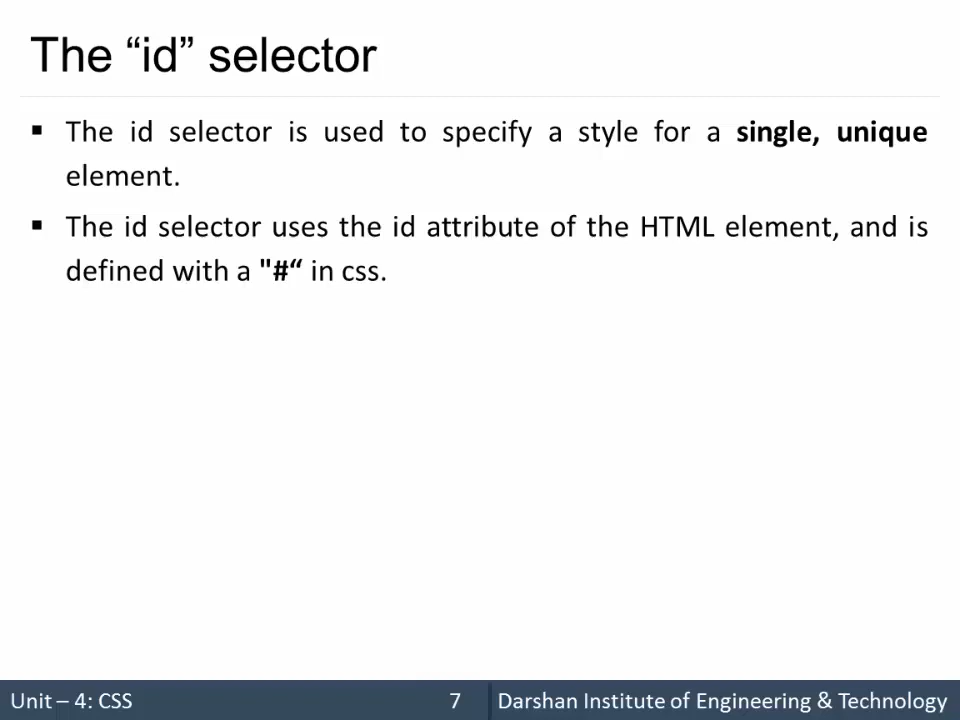 The “id” selector
▪ The id selector is used to specify a style for a single, unique
element.
▪ The id selector uses the id attribute of the HTML element, and is
defined with a "#“ in css.
Unit – 4: CSS 7 Darshan Institute of Engineering & Technology